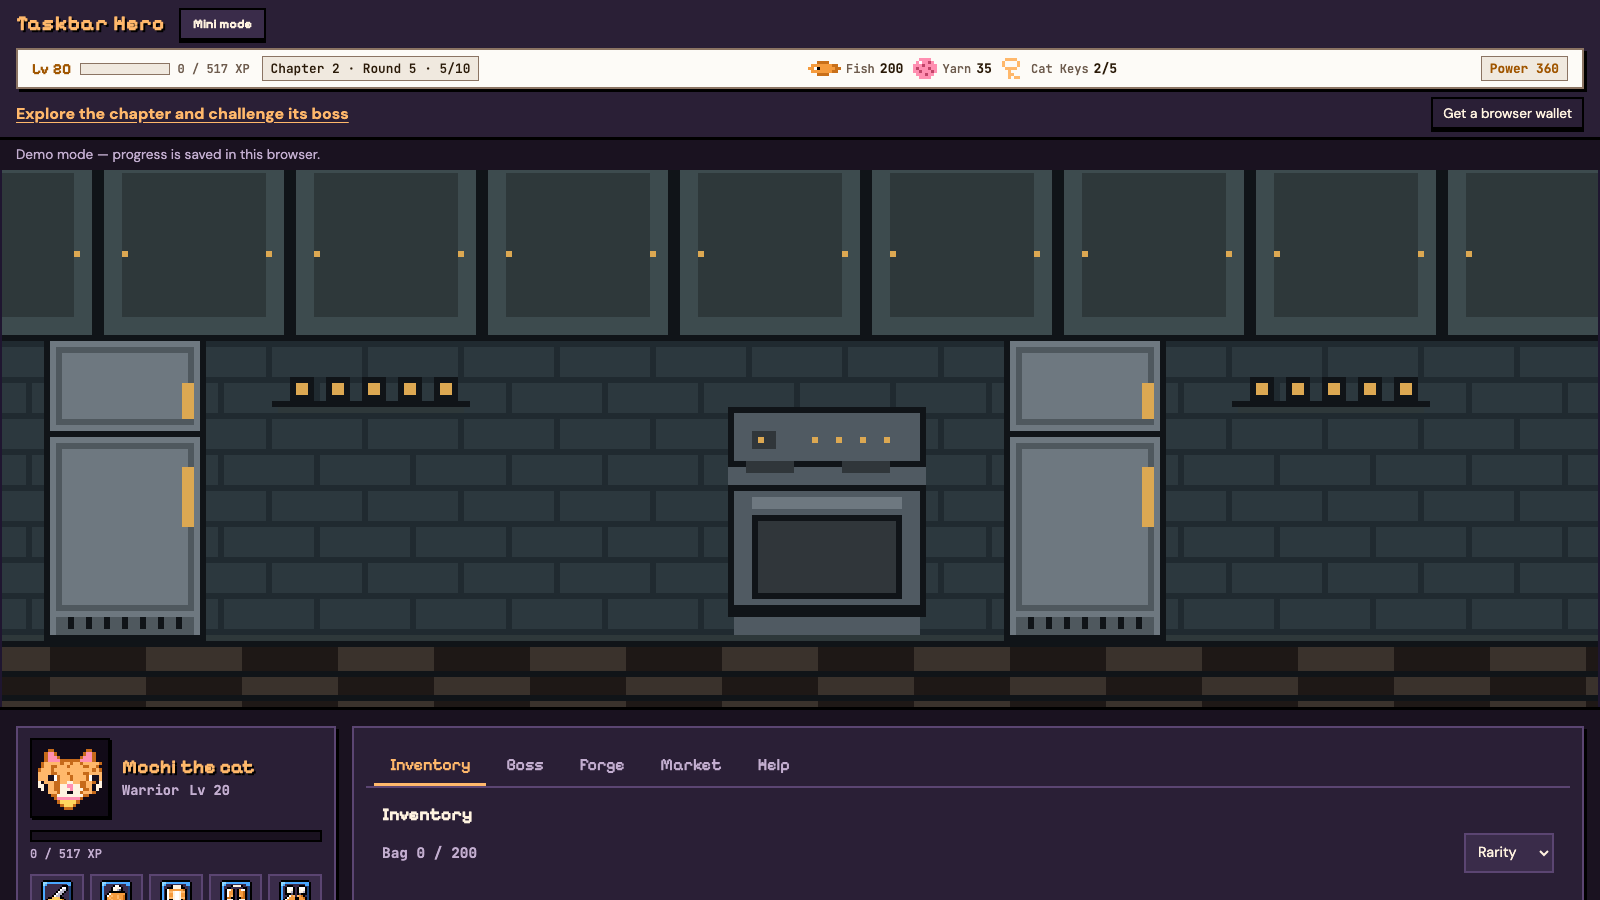 Taskbar Hero
Mini mode
Lv 20
0 / 517 XP
Chapter 2 · Round 5 · 5/10
Fish 200
Yarn 35
Cat Keys 2/5
Power 360
Explore the chapter and challenge its boss
Get a browser wallet
Demo mode — progress is saved in this browser.
Mochi the cat
Warrior Lv 20
0 / 517 XP
Inventory
Boss
Forge
Market
Help
Inventory
Bag 0 / 200
Rarity